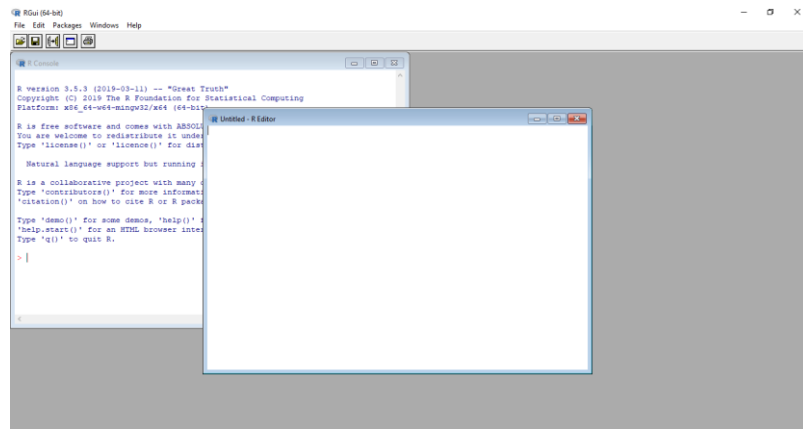 RGui (64-bit)
File Edit Packages Windows Help
R Console
R version 3.5.3 (2019-03-11) -- "Great Truth"
Copyright (C) 2019 The R Foundation for Statistical Computing
Platform: x86_64-w64-mingw32/x64 (64-bit)
R is free software and comes with ABSOLU
You are welcome to redistribute it under
Type 'license()' or 'licence()' for dist
Natural language support but running
R is a collaborative project with many
Type 'contributors()' for more informati
'citation()' on how to cite R or R packa
Type 'demo()' for some demos, 'help()'
'help.start()' for an HTML browser inter
Type 'q()' to quit R.
>
Untitled - R Editor